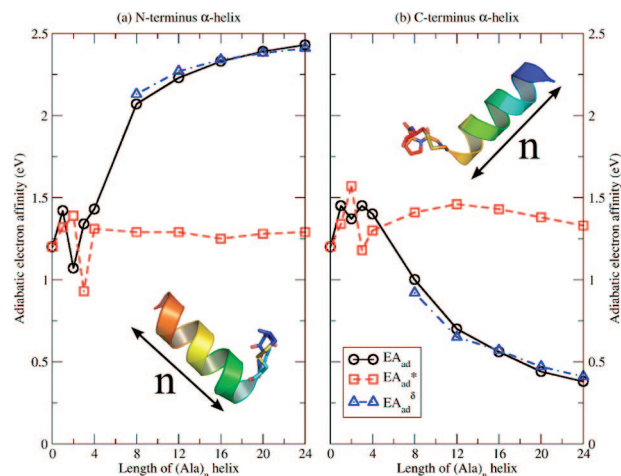 (a) N-terminus α-helix
(b) C-terminus α-helix
Adiabatic electron affinity (eV)
2.5
2
1.5
1
0.5
0
0 4 8 12 16 20 24
Length of (Ala)n helix
n
Adiabatic electron affinity (eV)
2.5
2
1.5
1
0.5
0
0 4 8 12 16 20 24
Length of (Ala)n helix
n
EAad
EAad*
EAadδ